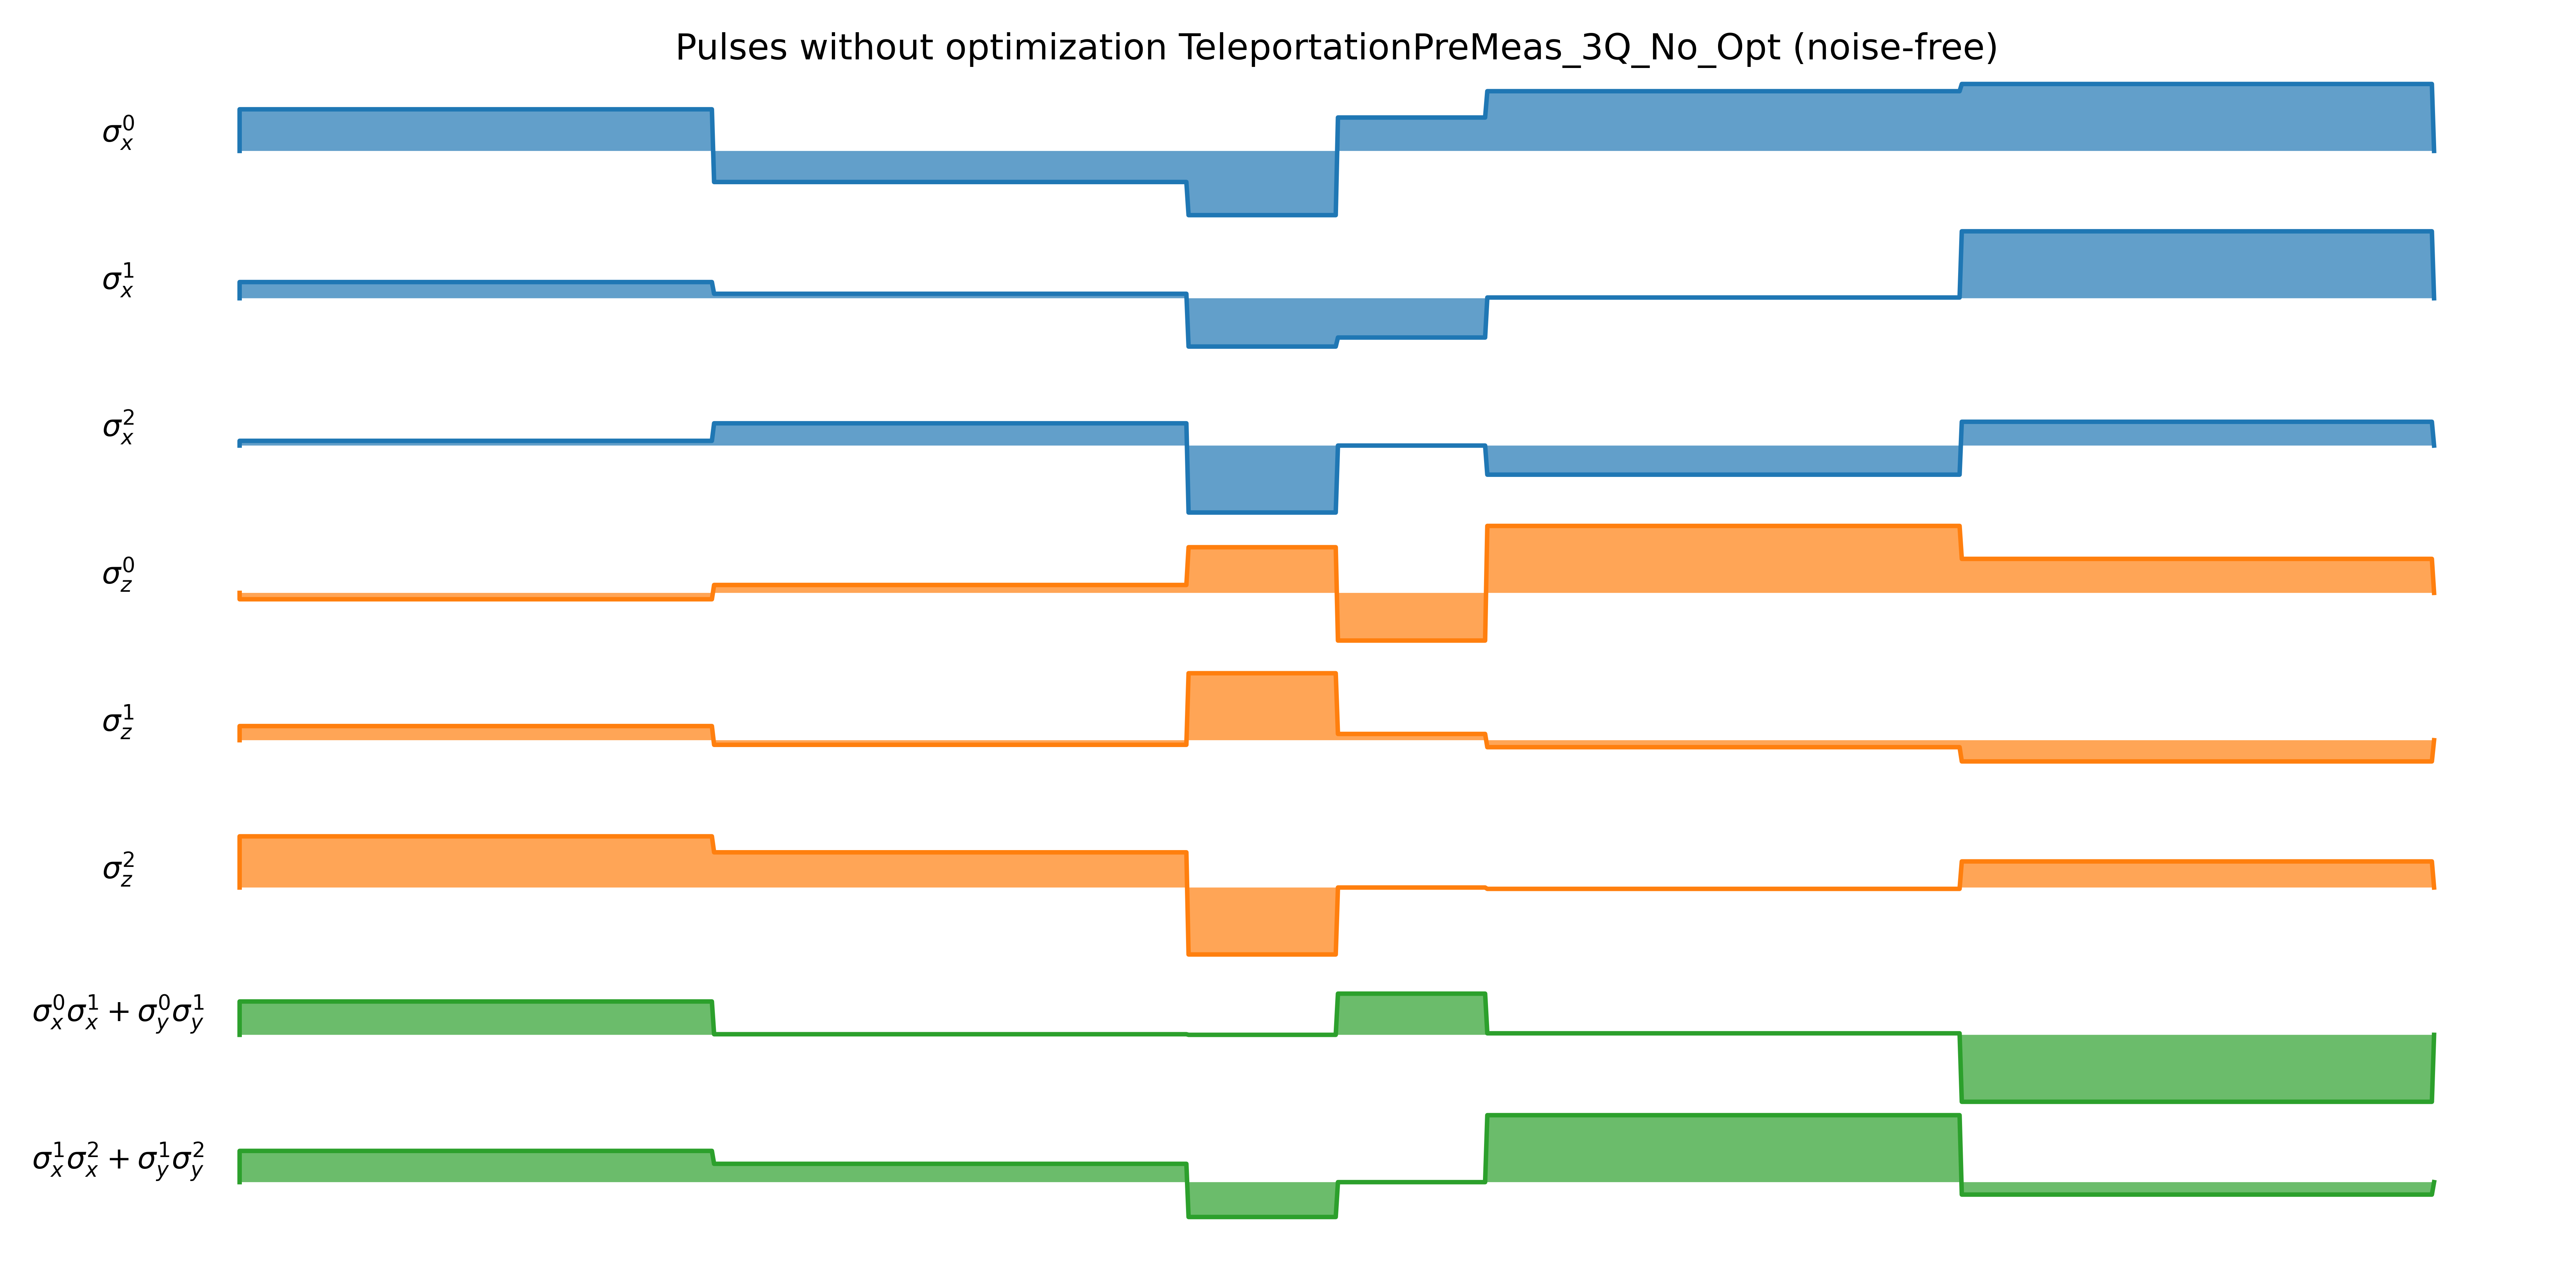 Pulses without optimization TeleportationPreMeas_3Q_No_Opt (noise-free)
σ_x^0
σ_x^1
σ_x^2
σ_z^0
σ_z^1
σ_z^2
σ_x^0σ_x^1 + σ_y^0σ_y^1
σ_x^1σ_x^2 + σ_y^1σ_y^2